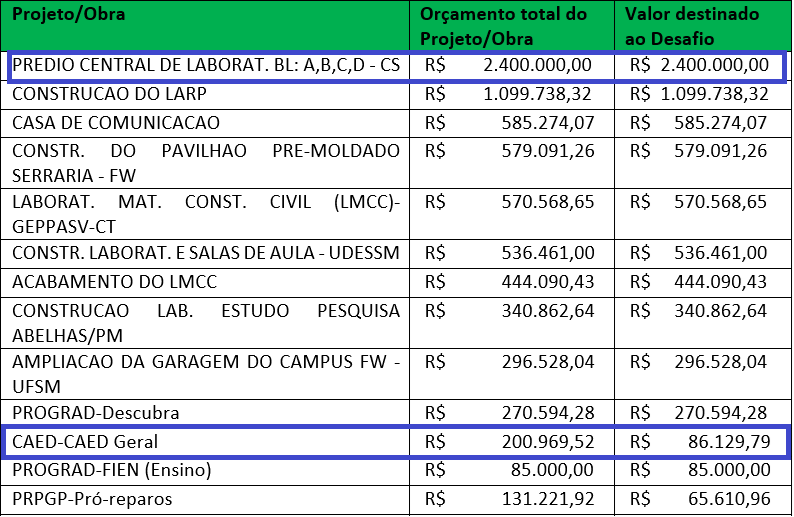 Projeto/Obra Orçamento total do Valor destinado
Projeto/Obra ao Desafio
PREDIO CENTRAL DE LABORAT. BL: A,B,C,D - CS R$ 2.400.000,00 R$ 2.400.000,00
CONSTRUCAO DO LARP R$ 1.099.738,32 R$ 1.099.738,32
CASA DE COMUNICACAO R$ 585.274,07 R$ 585.274,07
CONSTR. DO PAVILHAO PRE-MOLDADO R$ 579.091,26 R$ 579.091,26
SERRARIA - FW
LABORAT. MAT. CONST. CIVIL (LMCC)- R$ 570.568,65 R$ 570.568,65
GEPPASV-CT
CONSTR. LABORAT. E SALAS DE AULA - UDESSM R$ 536.461,00 R$ 536.461,00
ACABAMENTO DO LMCC R$ 444.090,43 R$ 444.090,43
CONSTRUCAO LAB. ESTUDO PESQUISA R$ 340.862,64 R$ 340.862,64
ABELHAS/PM
AMPLIACAO DA GARAGEM DO CAMPUS FW - R$ 296.528,04 R$ 296.528,04
UFSM
PROGRAD-Descubra R$ 270.594,28 R$ 270.594,28
CAED-CAED Geral R$ 200.969,52 R$ 86.129,79
PROGRAD-FIEN (Ensino) R$ 85.000,00 R$ 85.000,00
PRPGP-Pró-reparos R$ 131.221,92 R$ 65.610,96